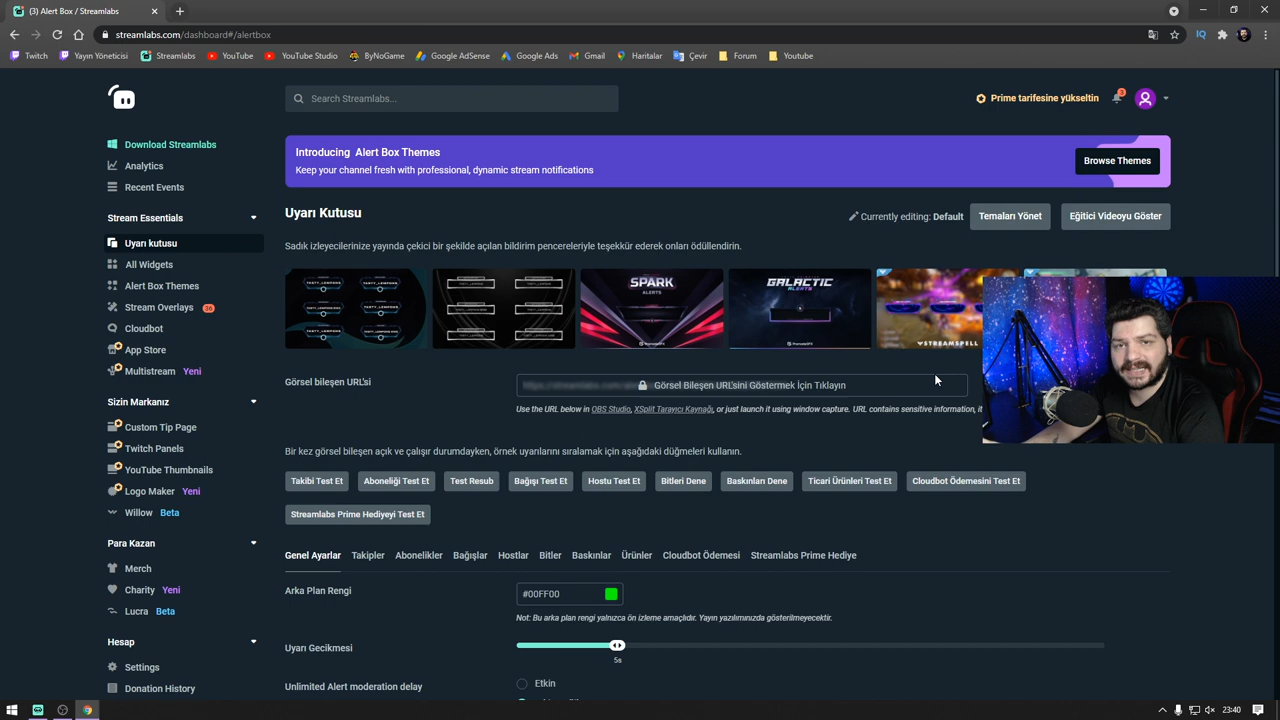 (3) Alert Box / Streamlabs
streamlabs.com/dashboard#/alertbox
Twitch Yayın Yöneticisi Streamlabs YouTube YouTube Studio ByNoGame Google AdSense Google Ads Gmail Haritalar Çevir Forum Youtube
Search Streamlabs...
Prime tarifesine yükseltin
3
Download Streamlabs
Analytics
Recent Events
Stream Essentials
Uyarı kutusu
All Widgets
Alert Box Themes
Stream Overlays 36
Cloudbot
App Store
Multistream Yeni
Sizin Markanız
Custom Tip Page
Twitch Panels
YouTube Thumbnails
Logo Maker Yeni
Willow Beta
Para Kazan
Merch
Charity Yeni
Lucra Beta
Hesap
Settings
Donation History
Introducing Alert Box Themes
Keep your channel fresh with professional, dynamic stream notifications
Browse Themes
Uyarı Kutusu
Currently editing: Default
Temaları Yönet
Eğitici Videoyu Göster
Sadık izleyecilerinize yayında çekici bir şekilde açılan bildirim pencereleriyle teşekkür ederek onları ödüllendirin.
SPARK
ALERTS
GALACTIC
ALERTS
STREAMSPELL
Görsel bileşen URL'si
Görsel Bileşen URL'sini Göstermek İçin Tıklayın
Use the URL below in OBS Studio, XSplit Tarayıcı Kaynağı, or just launch it using window capture. URL contains sensitive information, it
Bir kez görsel bileşen açık ve çalışır durumdayken, örnek uyarılarını sıralamak için aşağıdaki düğmeleri kullanın.
Takibi Test Et Aboneliği Test Et Test Resub Bağışı Test Et Hostu Test Et Bitleri Dene Baskınları Dene Ticari Ürünleri Test Et Cloudbot Ödemesini Test Et
Streamlabs Prime Hediyeyi Test Et
Genel Ayarlar Takipler Abonelikler Bağışlar Hostlar Bitler Baskınlar Ürünler Cloudbot Ödemesi Streamlabs Prime Hediye
Arka Plan Rengi
#00FF00
Not: Bu arka plan rengi yalnızca ön izleme amaçlıdır. Yayın yazılımınızda gösterilmeyecektir.
Uyarı Gecikmesi
5s
Unlimited Alert moderation delay
Etkin
23:40